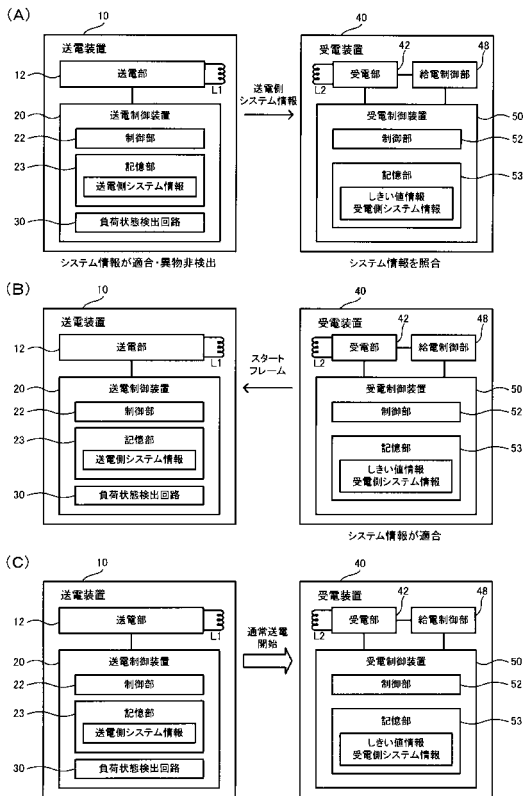 (A)
10
送電装置
12
送電部
L1
20
送電制御装置
22
制御部
23
記憶部
送電側システム情報
30
負荷状態検出回路
システム情報が適合・異物非検出
送電側
システム情報
40
受電装置
42
48
L2
受電部
給電制御部
50
受電制御装置
制御部
52
記憶部
53
しきい値情報
受電側システム情報
システム情報を照合
(B)
10
送電装置
12
送電部
L1
20
送電制御装置
22
制御部
23
記憶部
送電側システム情報
30
負荷状態検出回路
スタート
フレーム
40
受電装置
42
48
L2
受電部
給電制御部
50
受電制御装置
制御部
52
記憶部
53
しきい値情報
受電側システム情報
システム情報が適合
(C)
10
送電装置
12
送電部
L1
20
送電制御装置
22
制御部
23
記憶部
送電側システム情報
30
負荷状態検出回路
通常送電
開始
40
受電装置
42
48
L2
受電部
給電制御部
50
受電制御装置
制御部
52
記憶部
53
しきい値情報
受電側システム情報